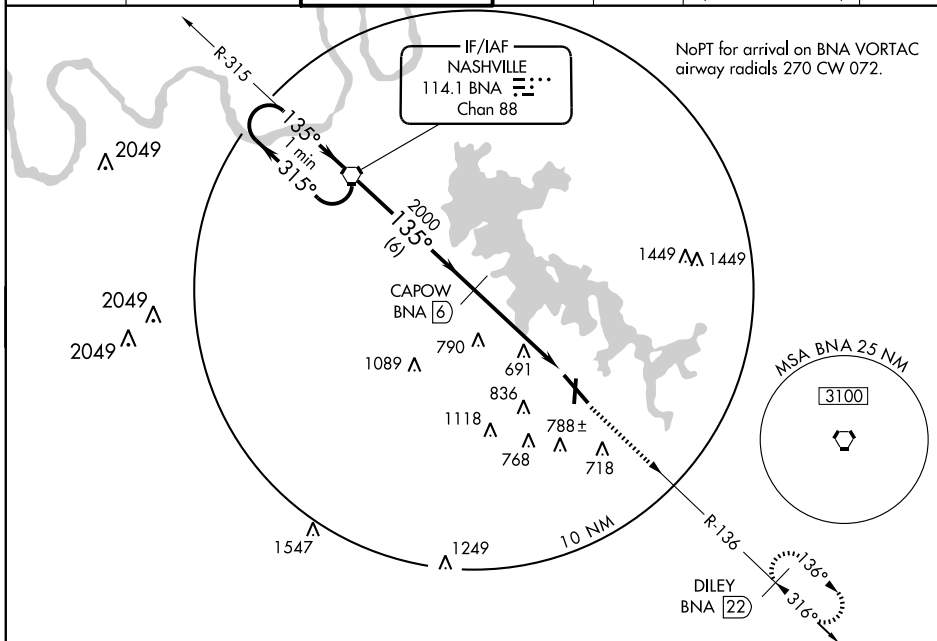 IF/IAF
NASHVILLE
114.1 BNA
Chan 88
NoPT for arrival on BNA VORTAC
airway radials 270 CW 072.
R-315
135°
1 min
315°
2049
2000
135°
(6)
1449
1449
CAPOW
BNA 6
2049
2049
790
691
1089
836
1118
788±
768
718
MSA BNA 25 NM
3100
1547
1249
10 NM
R-136
DILEY
BNA 22
136°
316°